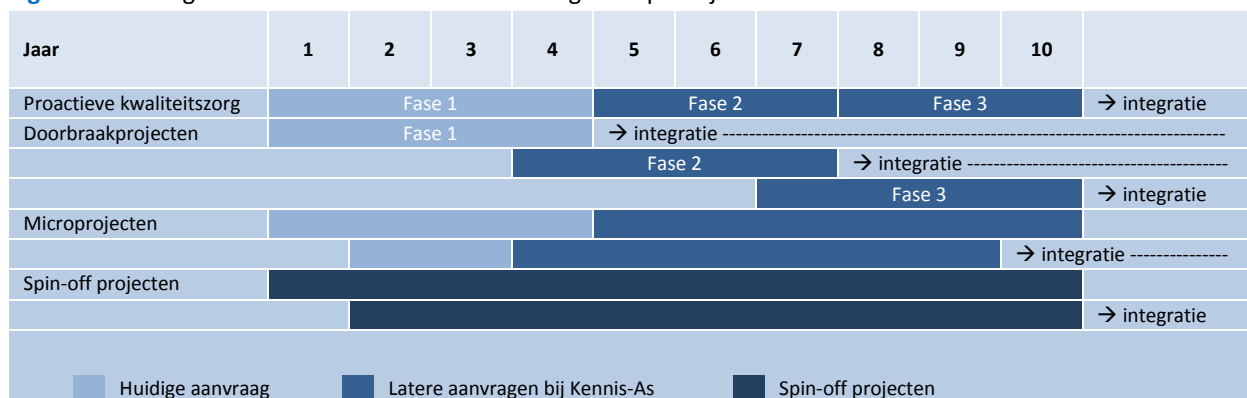 Jaar 1 2 3 4 5 6 7 8 9 10
Proactieve kwaliteitszorg Fase 1 Fase 2 Fase 3 → integratie
Doorbraakprojecten Fase 1 → integratie ----------------------------------------------------------------------------
Fase 2 → integratie ---------------------------------------
Fase 3 → integratie
Microprojecten
→ integratie ---------------
Spin-off projecten
→ integratie
Huidige aanvraag Latere aanvragen bij Kennis-As Spin-off projecten